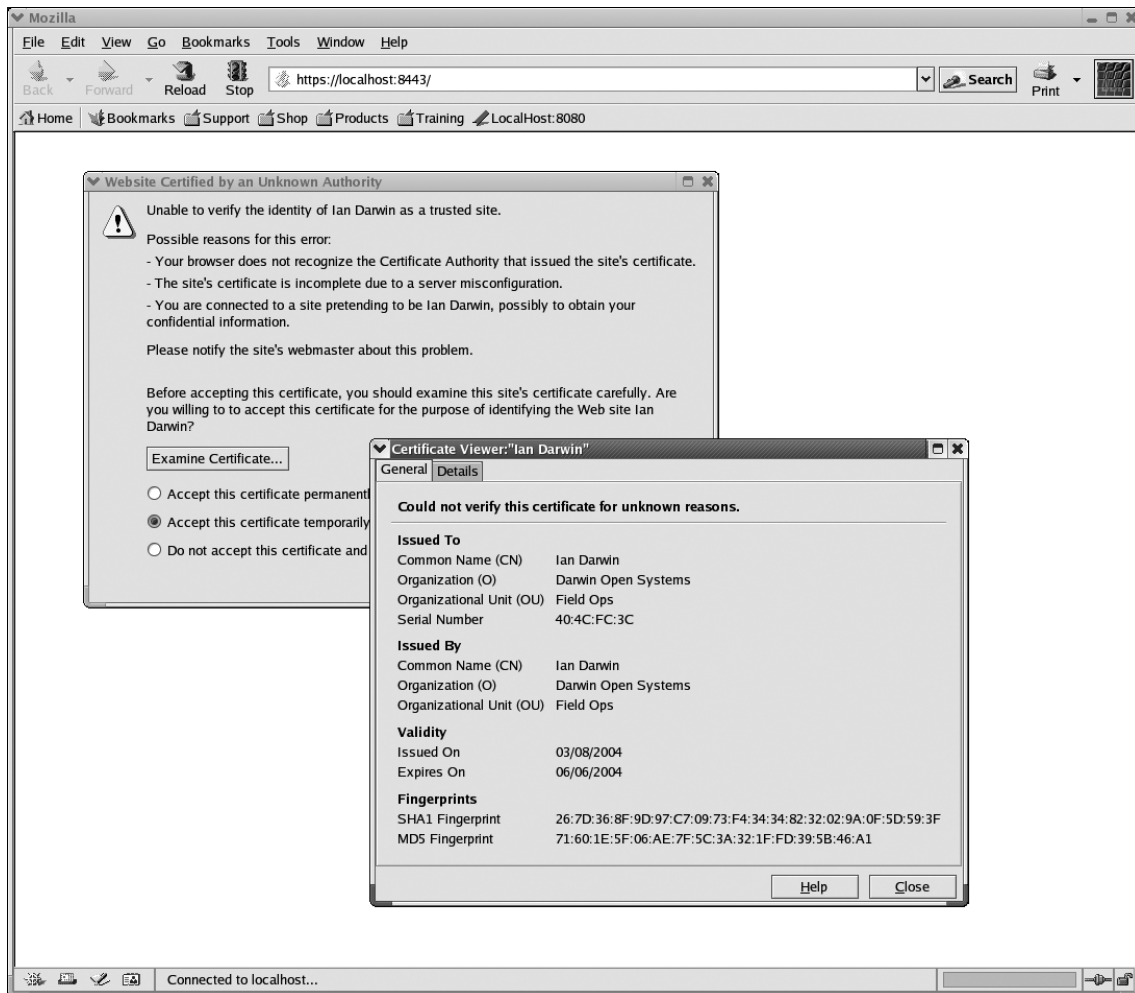 Mozilla
File Edit View Go Bookmarks Tools Window Help
Back Forward Reload Stop https://localhost:8443/ Search Print
Home Bookmarks Support Shop Products Training LocalHost:8080
Website Certified by an Unknown Authority
Unable to verify the identity of Ian Darwin as a trusted site.
Possible reasons for this error:
- Your browser does not recognize the Certificate Authority that issued the site's certificate.
- The site's certificate is incomplete due to a server misconfiguration.
- You are connected to a site pretending to be Ian Darwin, possibly to obtain your
confidential information.
Please notify the site's webmaster about this problem.
Before accepting this certificate, you should examine this site's certificate carefully. Are
you willing to to accept this certificate for the purpose of identifying the Web site Ian
Darwin?
Examine Certificate...
Accept this certificate permanentl
Accept this certificate temporarily
Do not accept this certificate and
Certificate Viewer:"Ian Darwin"
General Details
Could not verify this certificate for unknown reasons.
Issued To
Common Name (CN) Ian Darwin
Organization (O) Darwin Open Systems
Organizational Unit (OU) Field Ops
Serial Number 40:4C:FC:3C
Issued By
Common Name (CN) Ian Darwin
Organization (O) Darwin Open Systems
Organizational Unit (OU) Field Ops
Validity
Issued On 03/08/2004
Expires On 06/06/2004
Fingerprints
SHA1 Fingerprint 26:7D:36:8F:9D:97:C7:09:73:F4:34:34:82:32:02:9A:0F:5D:59:3F
MD5 Fingerprint 71:60:1E:5F:06:AE:7F:5C:3A:32:1F:FD:39:5B:46:A1
Help Close
Connected to localhost...